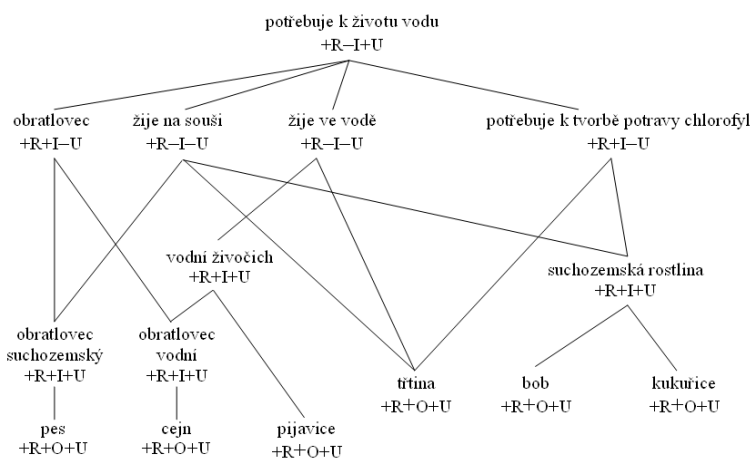 potřebuje k životu vodu
+R–I+U
obratlovec
+R+I–U
žije na souši
+R–I–U
žije ve vodě
+R–I–U
potřebuje k tvorbě potravy chlorofyl
+R+I–U
vodní živočich
+R+I+U
suchozemská rostlina
+R+I+U
obratlovec
suchozemský
+R+I+U
obratlovec
vodní
+R+I+U
třtina
+R+O+U
bob
+R+O+U
kukuřice
+R+O+U
pes
+R+O+U
cejn
+R+O+U
pijavice
+R+O+U